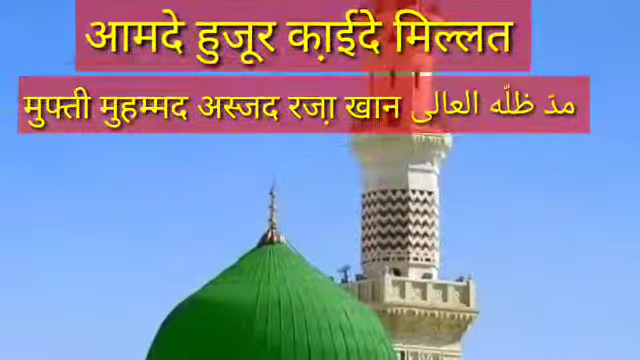 आमदे हुजूर क़ाईदे मिल्लत
मुफ्ती मुहम्मद अस्जद रजा़ खान مدّ ظلّه العالی